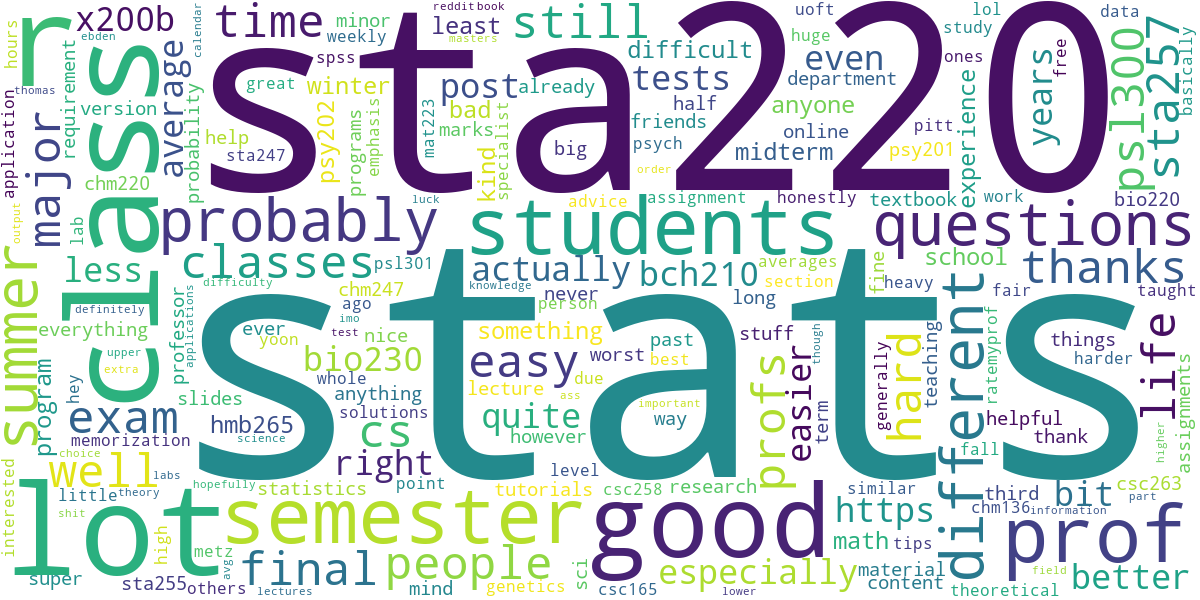 sta220
stats
class
r
lot
good
students
semester
questions
prof
different
time
still
x200b
major
average
probably
classes
summer
exam
well
final
people
especially
better
https
bit
thanks
life
hard
profs
easier
easy
quite
cs
right
bio230
actually
bch210
post
tests
even
years
psl300
sta257
difficult
winter
least
minor
weekly
spss
great
help
sta247
probability
programs
emphasis
psy202
mat223
kind
specialist
bad
marks
already
friends
psych
half
big
department
anyone
online
midterm
pitt
psy201
huge
uoft
lol
study
data
ones
free
basically
experience
bio220
work
textbook
honestly
assignment
advice
order
luck
reddit
book
masters
calendar
ebden
hours
thomas
requirement
version
application
chm220
lab
output
less
everything
definitely
upper
extra
program
professor
applications
difficulty
psl301
chm247
ago
imo
test
never
knowledge
person
averages
section
long
something
ever
yoon
nice
worst
past
best
stuff
though
fine
heavy
school
fair
taught
generally
teaching
ratemyprof
things
harder
helpful
thank
fall
assignments
higher
term
lecture
due
ass
important
way
however
whole
anything
solutions
slides
hmb265
science
memorization
choice
labs
theory
little
shit
interested
super
high
metz
sta255
others
avgs
lectures
hopefully
statistics
point
level
tutorials
csc258
research
mind
genetics
sci
csc165
lower
math
tips
similar
material
content
third
chm136
information
part
csc263
theoretical
field
hey